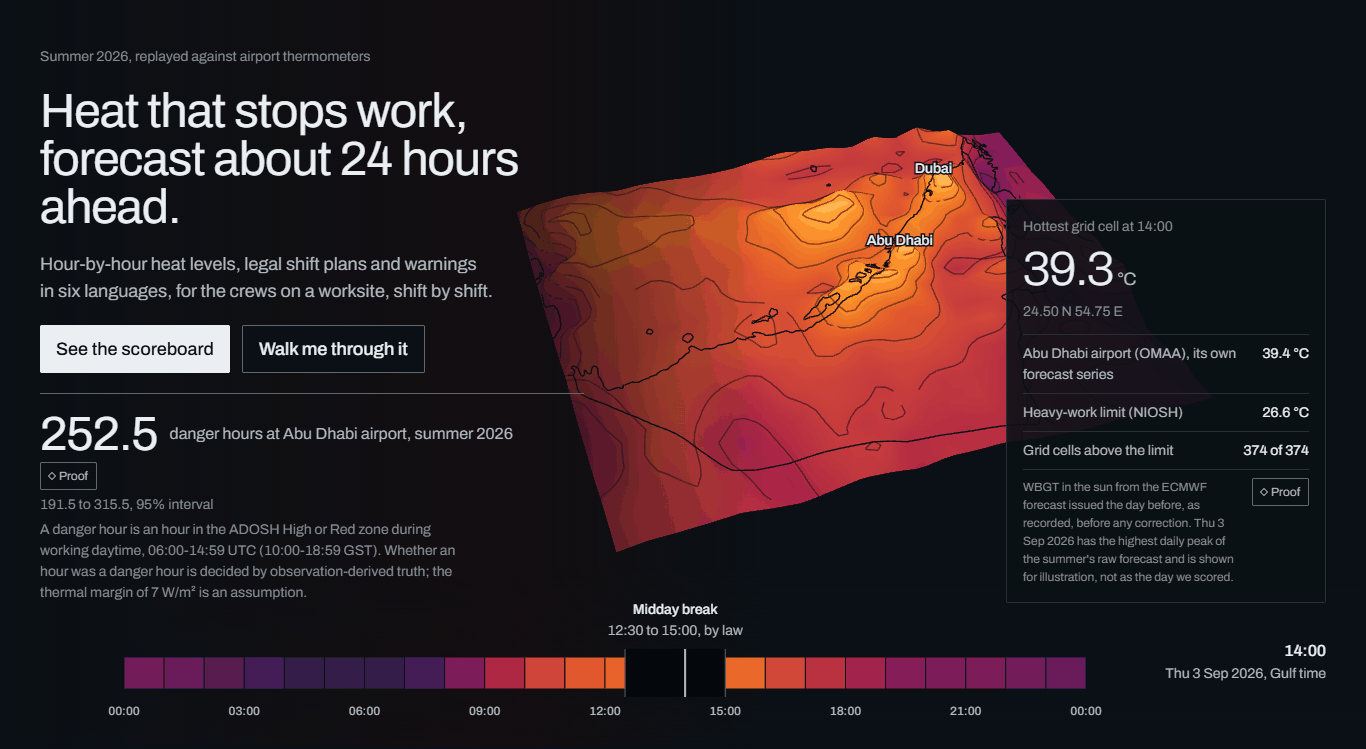 Summer 2026, replayed against airport thermometers
Heat that stops work,
forecast about 24 hours
ahead.
Hour-by-hour heat levels, legal shift plans and warnings
in six languages, for the crews on a worksite, shift by shift.
See the scoreboard
Walk me through it
252.5 danger hours at Abu Dhabi airport, summer 2026
◇ Proof
191.5 to 315.5, 95% interval
A danger hour is an hour in the ADOSH High or Red zone during
working daytime, 06:00-14:59 UTC (10:00-18:59 GST). Whether an
hour was a danger hour is decided by observation-derived truth; the
thermal margin of 7 W/m² is an assumption.
Dubai
Abu Dhabi
Hottest grid cell at 14:00
39.3 °C
24.50 N 54.75 E
Abu Dhabi airport (OMAA), its own 39.4 °C
forecast series
Heavy-work limit (NIOSH) 26.6 °C
Grid cells above the limit 374 of 374
WBGT in the sun from the ECMWF
forecast issued the day before, as
recorded, before any correction. Thu 3
Sep 2026 has the highest daily peak of
the summer's raw forecast and is shown
for illustration, not as the day we scored.
◇ Proof
Midday break
12:30 to 15:00, by law
14:00
Thu 3 Sep 2026, Gulf time
00:00 03:00 06:00 09:00 12:00 15:00 18:00 21:00 00:00